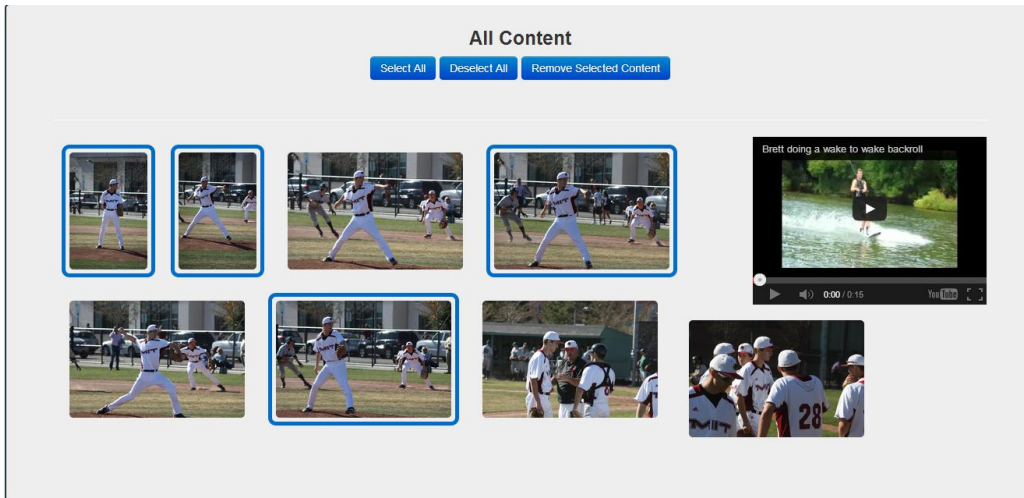 All Content
Select All Deselect All Remove Selected Content
Brett doing a wake to wake backroll
0:00 / 0:15
YouTube
MIT
MIT
28